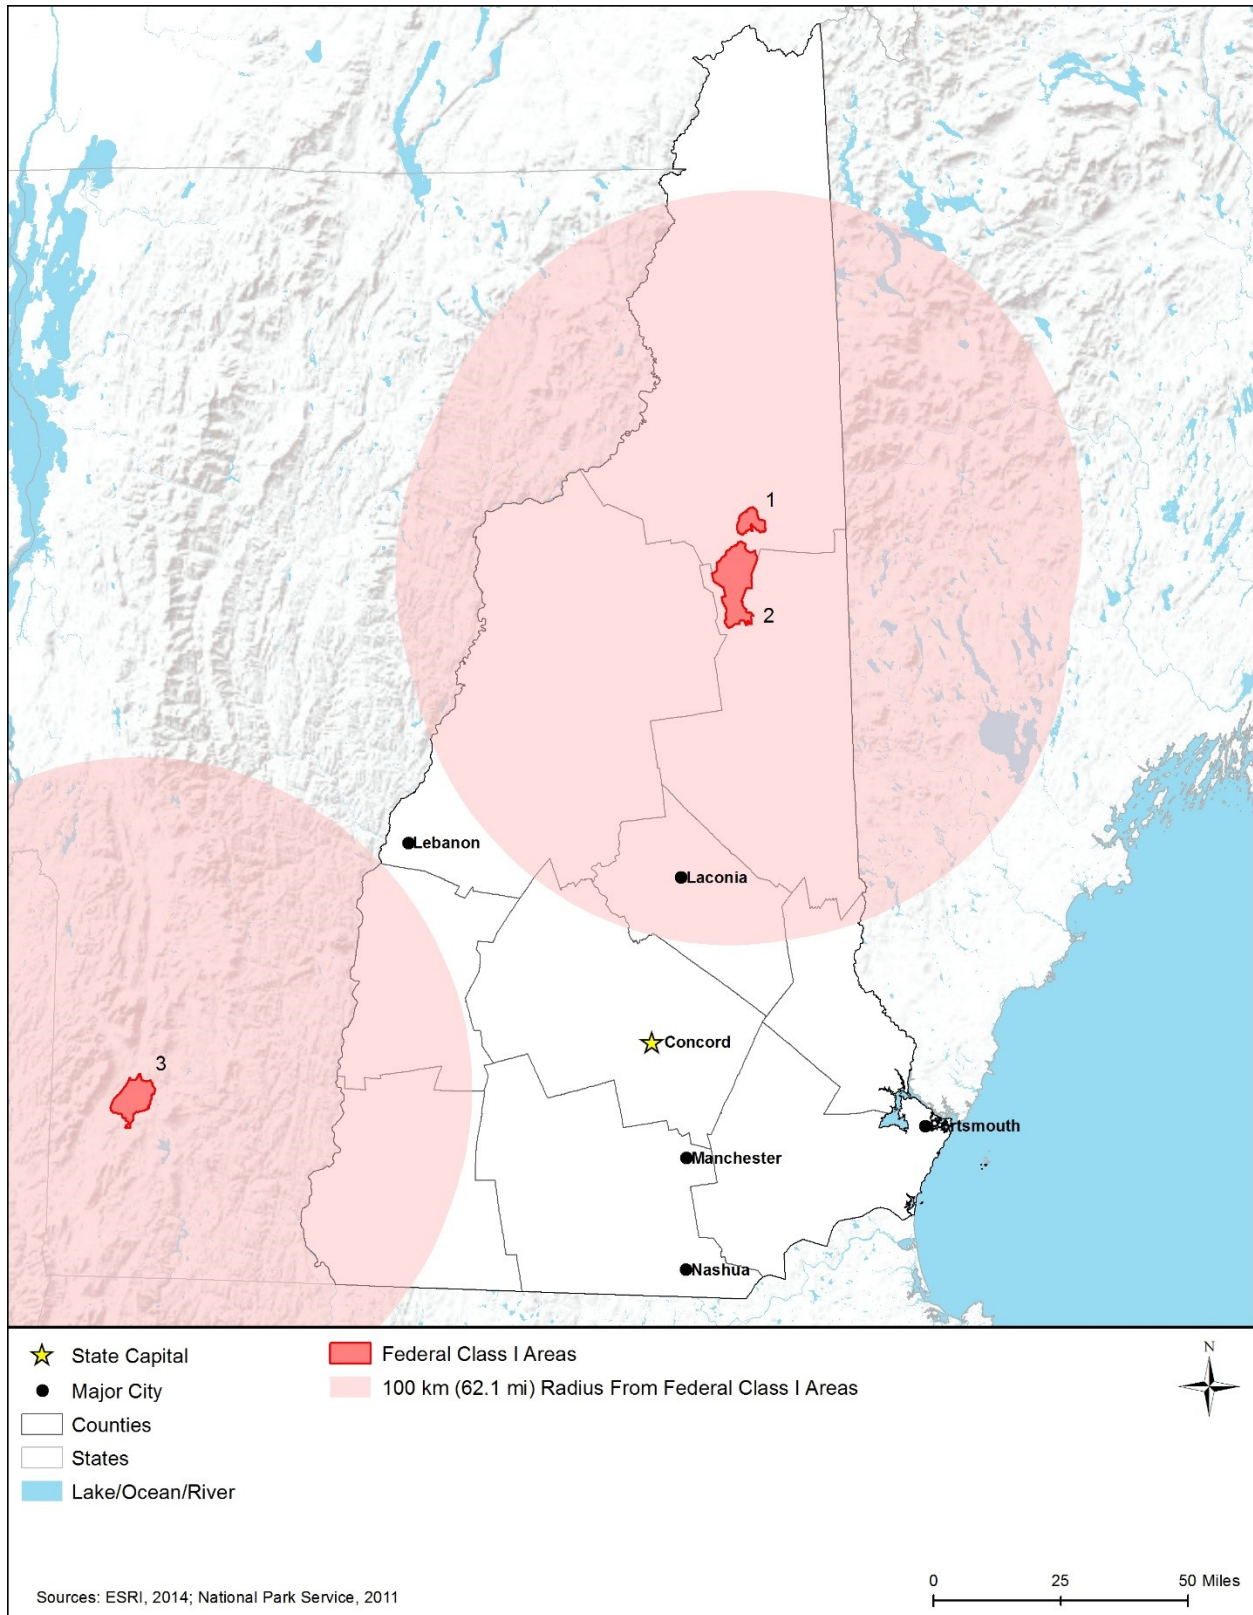 1
2
Lebanon
Laconia
Concord
3
Portsmouth
Manchester
Nashua
State Capital
Major City
Counties
States
Lake/Ocean/River
Federal Class I Areas
100 km (62.1 mi) Radius From Federal Class I Areas
N
Sources: ESRI, 2014; National Park Service, 2011
0 25 50 Miles